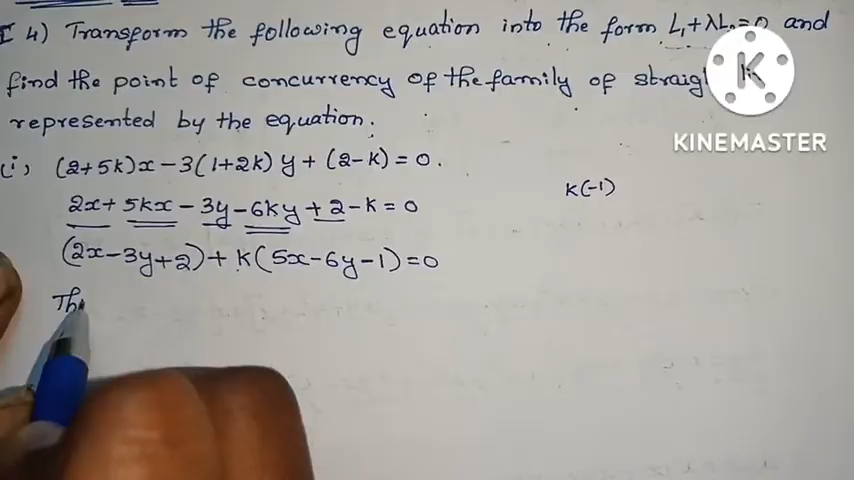 I 4) Transform the following equation into the form L₁+λL₂=0 and
find the point of concurrency of the family of
represented by the equation.
(i) (2+5k)x-3(1+2k)y+(2-k)=0.
2x+5kx-3y-6ky+2-k=0
k(-1)
(2x-3y+2)+k(5x-6y-1)=0
Th
K
KINEMASTER